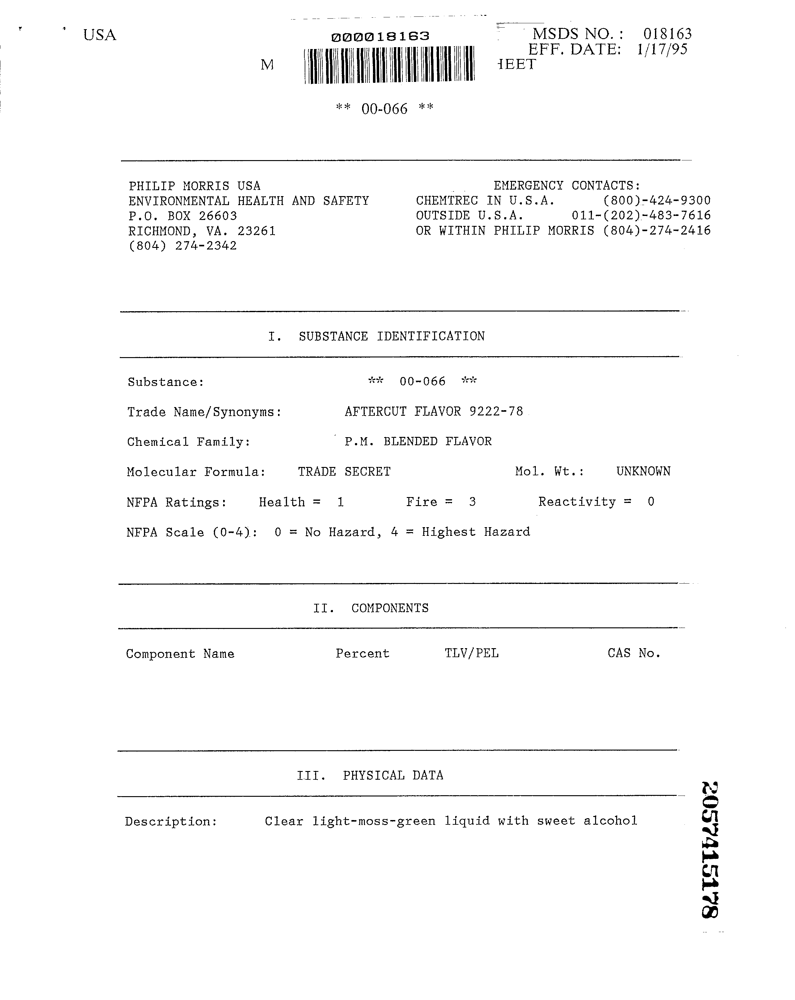 USA
000018163
MSDS NO. : 018163
EFF. DATE: 1/17/95
M
HEET
** 00-066 **
PHILIP MORRIS USA
ENVIRONMENTAL HEALTH AND SAFETY
P.O. BOX 26603
RICHMOND, VA. 23261
(804) 274-2342
EMERGENCY CONTACTS:
CHEMTREC IN U.S.A. (800)-424-9300
OUTSIDE U.S.A. 011-(202)-483-7616
OR WITHIN PHILIP MORRIS (804)-274-2416
I. SUBSTANCE IDENTIFICATION
Substance: ** 00-066 **
Trade Name/Synonyms: AFTERCUT FLAVOR 9222-78
Chemical Family: P.M. BLENDED FLAVOR
Molecular Formula: TRADE SECRET Mol. Wt.: UNKNOWN
NFPA Ratings: Health = 1 Fire = 3 Reactivity = 0
NFPA Scale (0-4): 0 = No Hazard, 4 = Highest Hazard
II. COMPONENTS
Component Name Percent TLV/PEL CAS No.
III. PHYSICAL DATA
Description: Clear light-moss-green liquid with sweet alcohol
2057415178